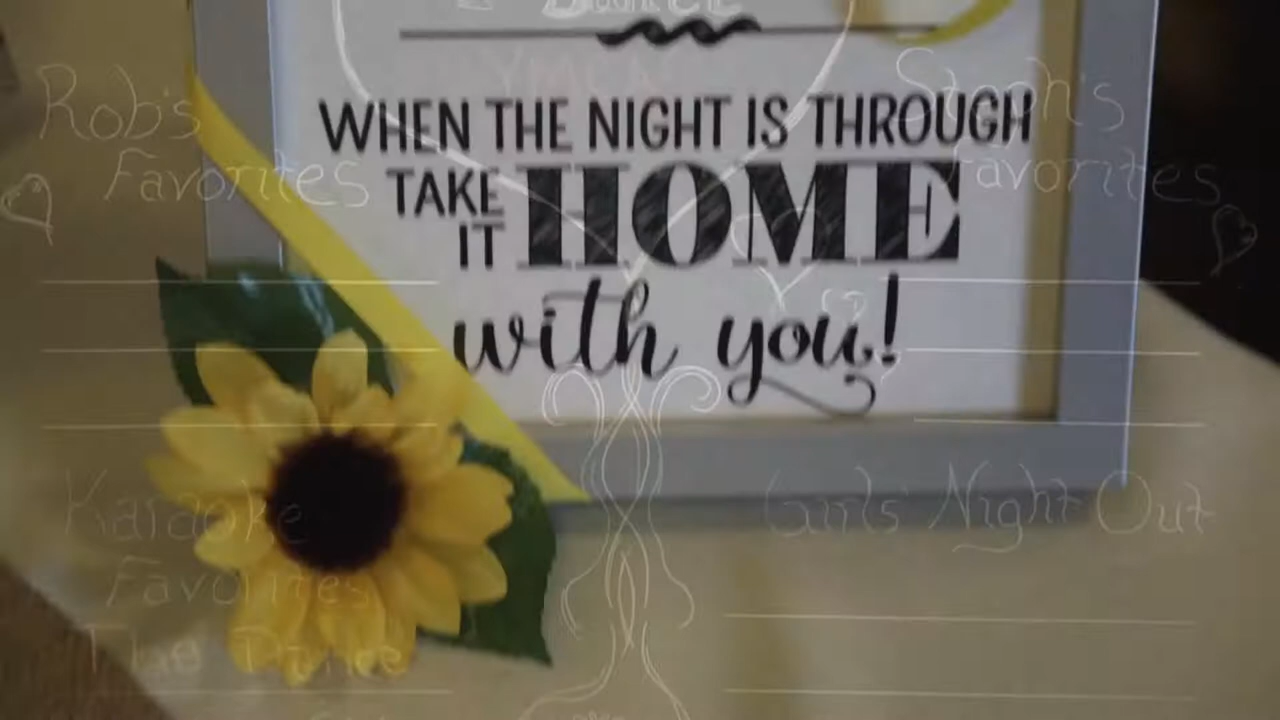 Rob's
Favorites
Steph's
Favorites
WHEN THE NIGHT IS THROUGH
TAKE
IT
HOME
with you!
Karaoke
Favorites
Girls' Night Out